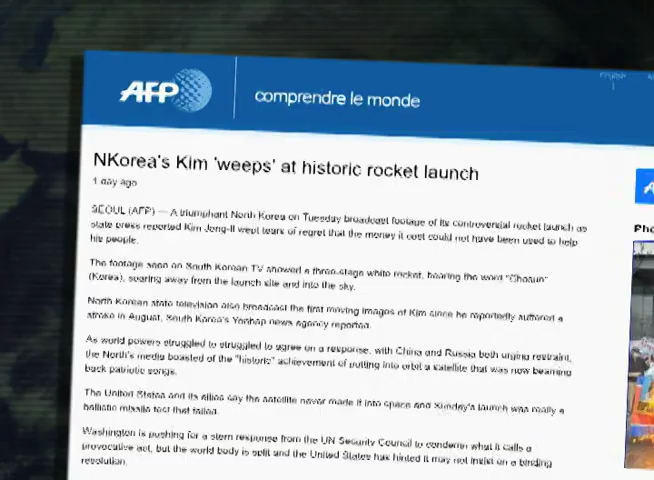 AFP
comprendre le monde
NKorea's Kim 'weeps' at historic rocket launch
1 day ago
SEOUL (AFP) — A triumphant North Korea on Tuesday broadcast footage of its controversial rocket launch as
state press reported Kim Jong-Il wept tears of regret that the money it cost could not have been used to help
his people.
The footage seen on South Korean TV showed a three-stage white rocket, bearing the word "Chosun"
(Korea), soaring away from the launch site and into the sky.
North Korean state television also broadcast the first moving images of Kim since he reportedly suffered a
stroke in August, South Korea's Yonhap news agency reported.
As world powers struggled to struggled to agree on a response, with China and Russia both urging restraint,
the North's media boasted of the "historic" achievement of putting into orbit a satellite that was now beaming
back patriotic songs.
The United States and its allies say the satellite never made it into space and Sunday's launch was really a
ballistic missile test that failed.
Washington is pushing for a stern response from the UN Security Council to condemn what it calls a
provocative act, but the world body is split and the United States has hinted it may not insist on a binding
resolution.
Pho